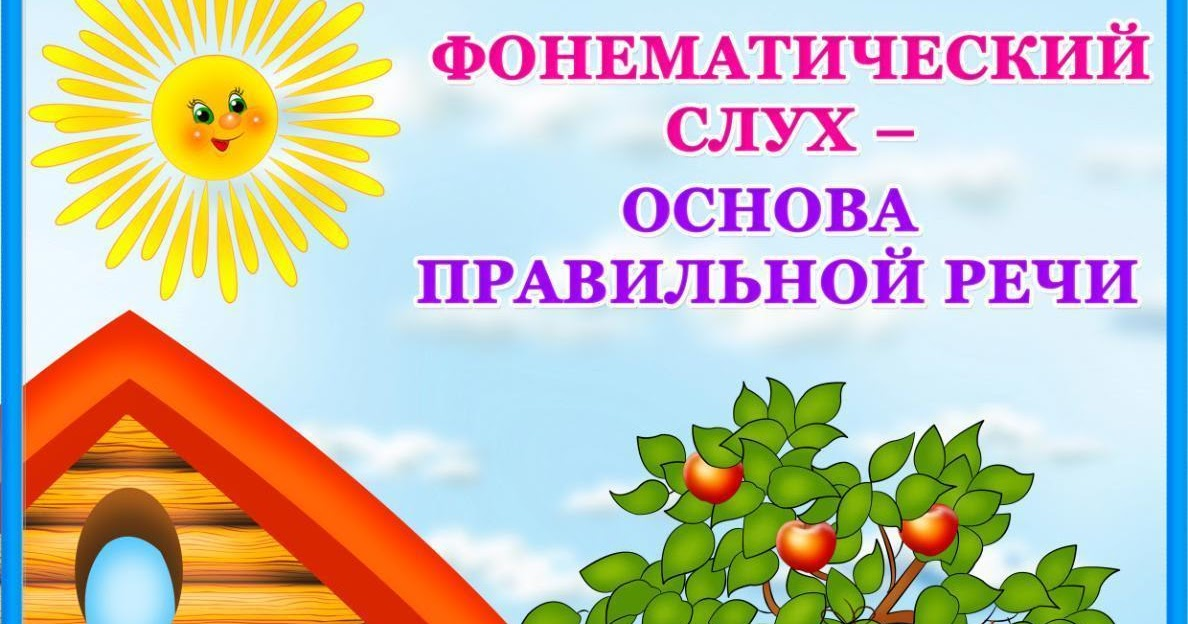 ФОНЕМАТИЧЕСКИЙ
СЛУХ –
ОСНОВА
ПРАВИЛЬНОЙ РЕЧИ